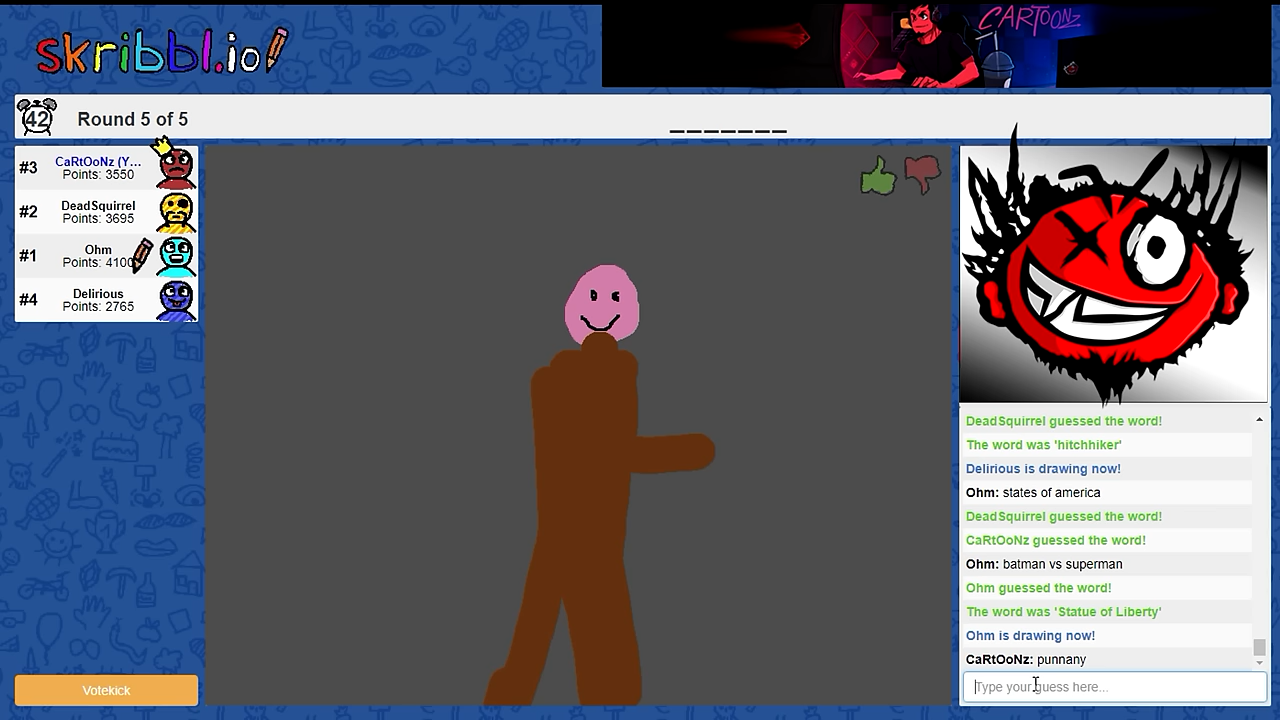 skribbl.io
CARTOONZ
42
Round 5 of 5
_ _ _ _ _ _ _
#3
CaRtOoNz (Y...
Points: 3550
#2
DeadSquirrel
Points: 3695
#1
Ohm
Points: 4100
#4
Delirious
Points: 2765
DeadSquirrel guessed the word!
The word was 'hitchhiker'
Delirious is drawing now!
Ohm: states of america
DeadSquirrel guessed the word!
CaRtOoNz guessed the word!
Ohm: batman vs superman
Ohm guessed the word!
The word was 'Statue of Liberty'
Ohm is drawing now!
CaRtOoNz: punnany
Type your guess here...
Votekick